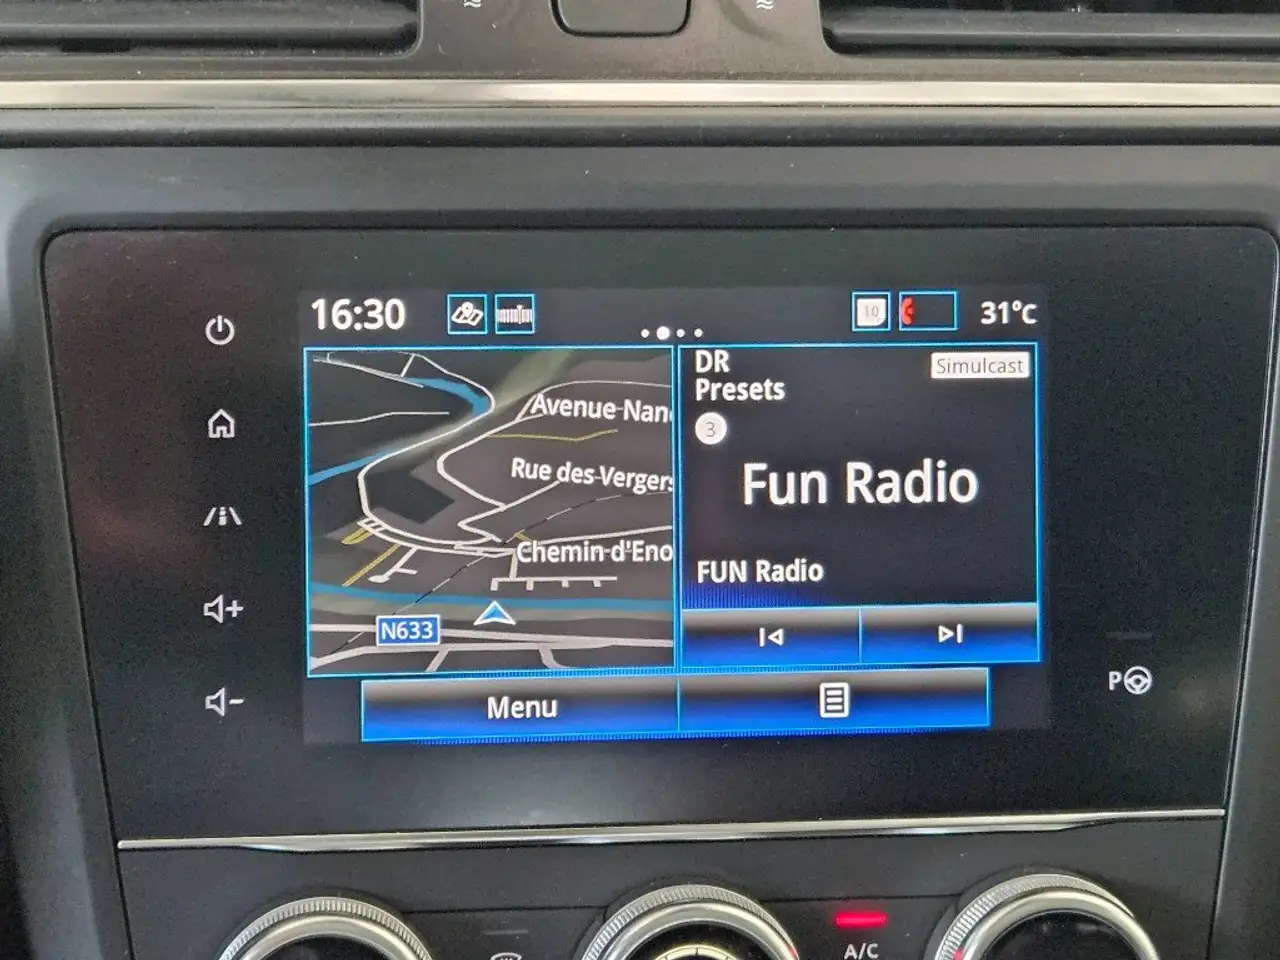 16:30
10
31°C
Avenue Nan
Rue des Vergers
Chemin d'Eno
N633
DR
Presets
Simulcast
3
Fun Radio
FUN Radio
Menu
P
A/C